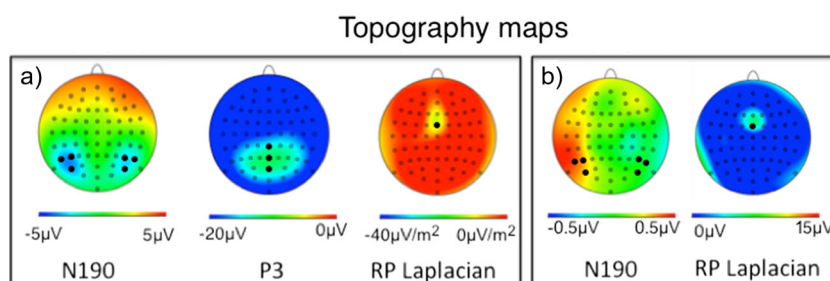 Topography maps
a)
b)
-5µV 5µV -20µV 0µV -40µV/m² 0µV/m² -0.5µV 0.5µV 0µV 15µV
N190 P3 RP Laplacian N190 RP Laplacian